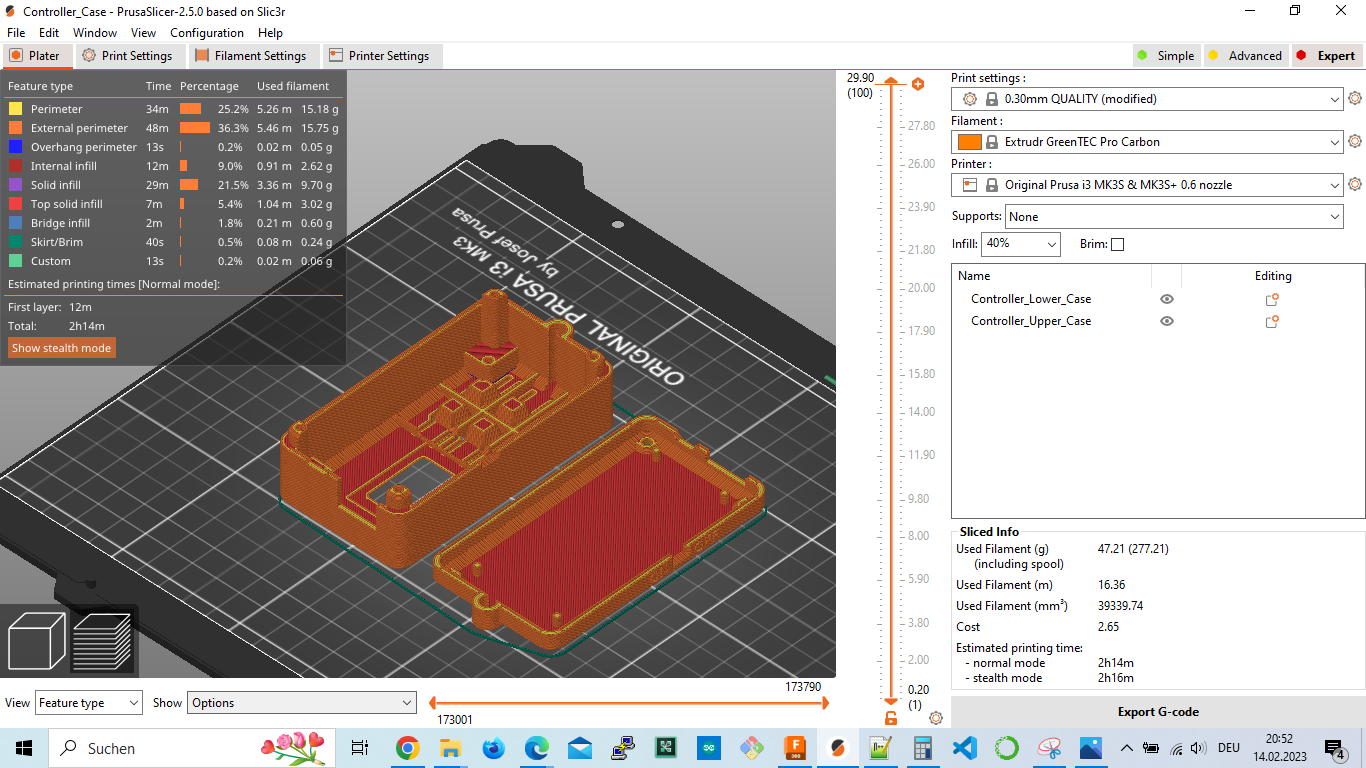 Controller_Case - PrusaSlicer-2.5.0 based on Slic3r
File Edit Window View Configuration Help
Plater Print Settings Filament Settings Printer Settings Simple Advanced Expert
Feature type Time Percentage Used filament
Perimeter 34m 25.2% 5.26 m 15.18 g
External perimeter 48m 36.3% 5.46 m 15.75 g
Overhang perimeter 13s 0.2% 0.02 m 0.05 g
Internal infill 12m 9.0% 0.91 m 2.62 g
Solid infill 29m 21.5% 3.36 m 9.70 g
Top solid infill 7m 5.4% 1.04 m 3.02 g
Bridge infill 2m 1.8% 0.21 m 0.60 g
Skirt/Brim 40s 0.5% 0.08 m 0.24 g
Custom 13s 0.2% 0.02 m 0.06 g
Estimated printing times [Normal mode]:
First layer: 12m
Total: 2h14m
Show stealth mode
ORIGINAL PRUSA i3 MK3
by Josef Prusa
29.90
(100)
27.80
26.00
23.90
21.80
20.00
17.90
15.80
14.00
11.90
9.80
8.00
5.90
3.80
2.00
0.20
(1)
Print settings :
0.30mm QUALITY (modified)
Filament :
Extrudr GreenTEC Pro Carbon
Printer :
Original Prusa i3 MK3S & MK3S+ 0.6 nozzle
Supports: None
Infill: 40% Brim:
Name Editing
Controller_Lower_Case
Controller_Upper_Case
Sliced Info
Used Filament (g) 47.21 (277.21)
(including spool)
Used Filament (m) 16.36
Used Filament (mm³) 39339.74
Cost 2.65
Estimated printing time:
- normal mode 2h14m
- stealth mode 2h16m
Export G-code
View Feature type Show Options
173790
173001
Suchen
DEU
20:52
14.02.2023
4